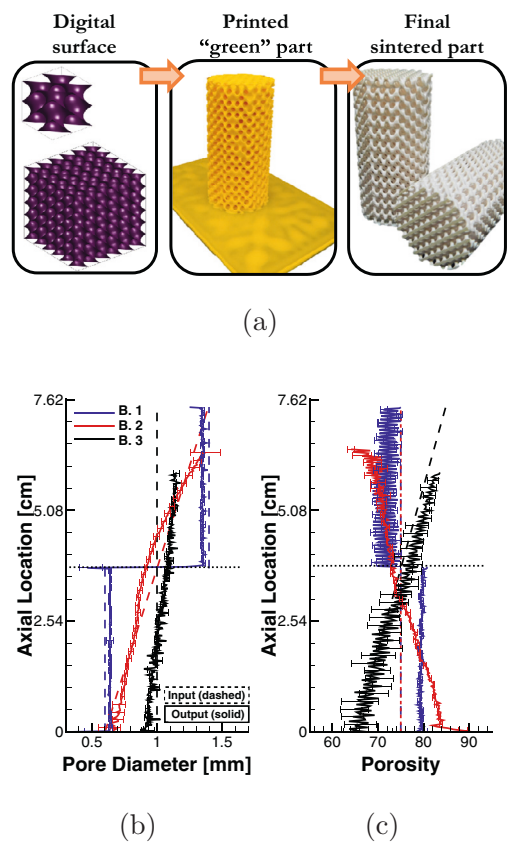 Digital
surface
Printed
“green” part
Final
sintered part
(a)
7.62
5.08
2.54
0
Axial Location [cm]
B. 1
B. 2
B. 3
Input (dashed)
Output (solid)
0.5
1
1.5
Pore Diameter [mm]
(b)
7.62
5.08
2.54
0
Axial Location [cm]
60
70
80
90
Porosity
(c)